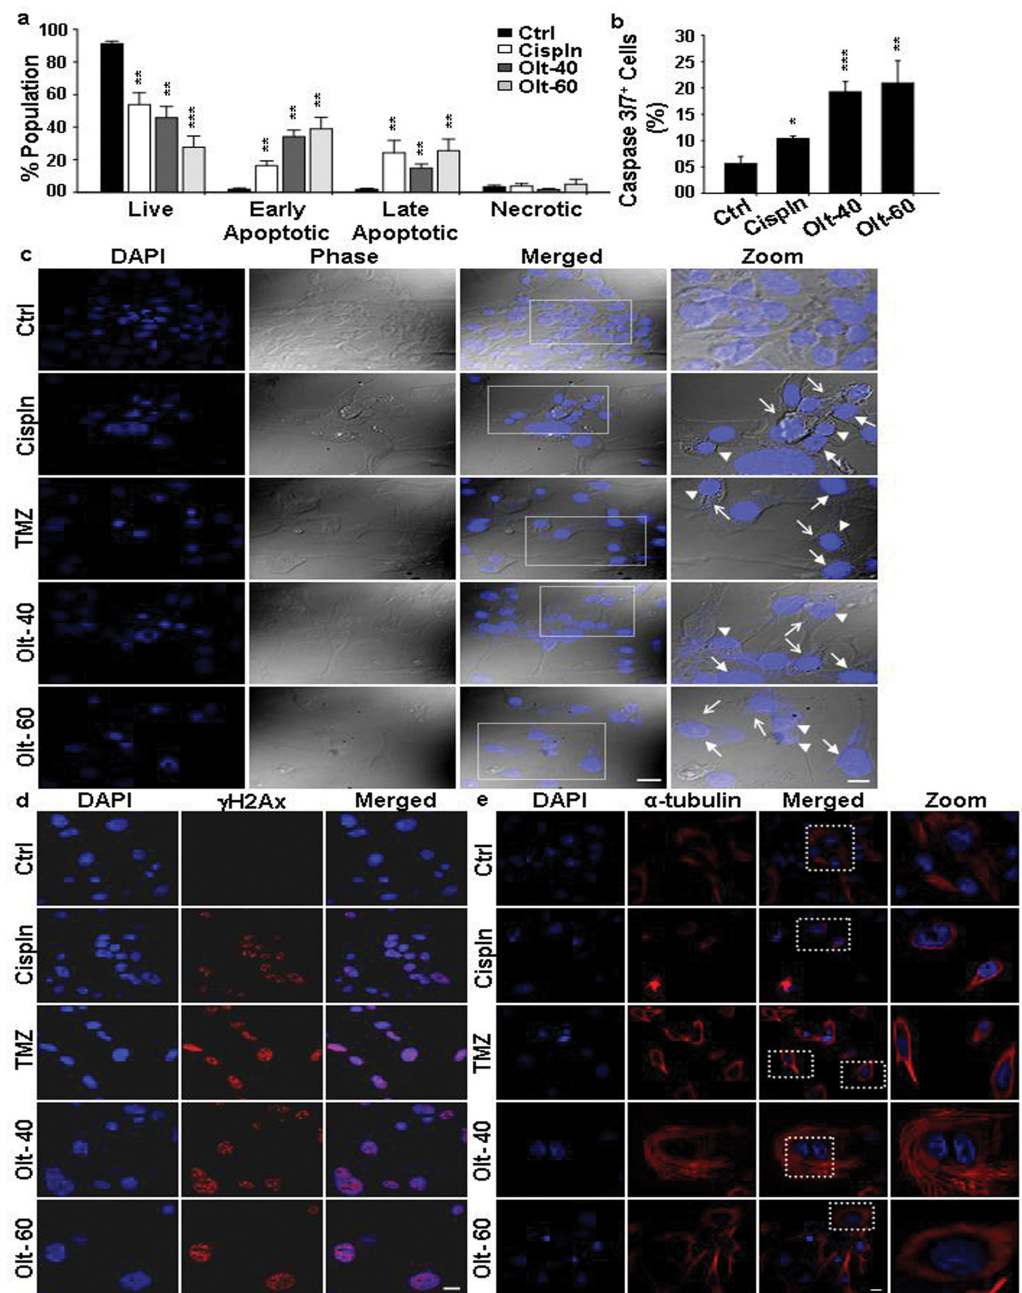 a
% Population
100
80
60
40
20
00
** ** ***
** ** **
** ** **
Live
Early Apoptotic
Late Apoptotic
Necrotic
Ctrl
Cispln
Olt-40
Olt-60
b
Caspase 3/7+ Cells (%)
30
35
20
15
10
05
00
* *** **
Ctrl
Cispln
Olt-40
Olt-60
c
DAPI Phase Merged Zoom
Ctrl
Cispln
TMZ
Olt-40
Olt-60
d
DAPI γH2Ax Merged
Ctrl
Cispln
TMZ
Olt-40
Olt-60
e
DAPI α-tubulin Merged Zoom
Ctrl
Cispln
TMZ
Olt-40
Olt-60